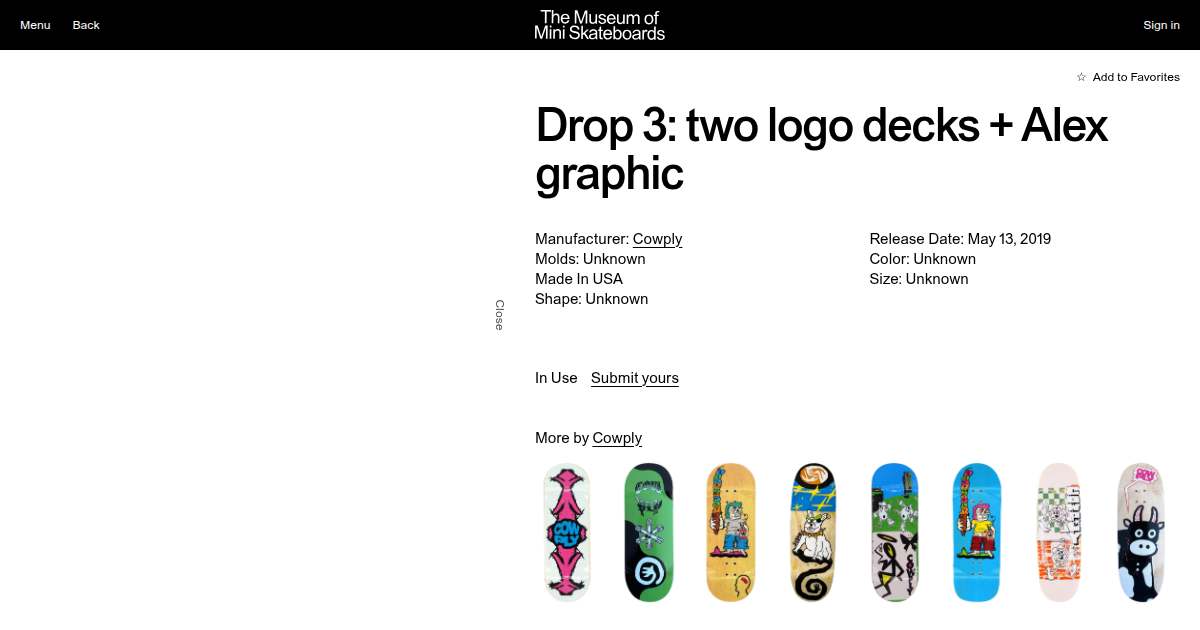 Menu
Back
The Museum of
Mini Skateboards
Sign in
☆ Add to Favorites
Drop 3: two logo decks + Alex
graphic
Manufacturer: Cowply
Molds: Unknown
Made In USA
Shape: Unknown
Release Date: May 13, 2019
Color: Unknown
Size: Unknown
Close
In Use
Submit yours
More by Cowply